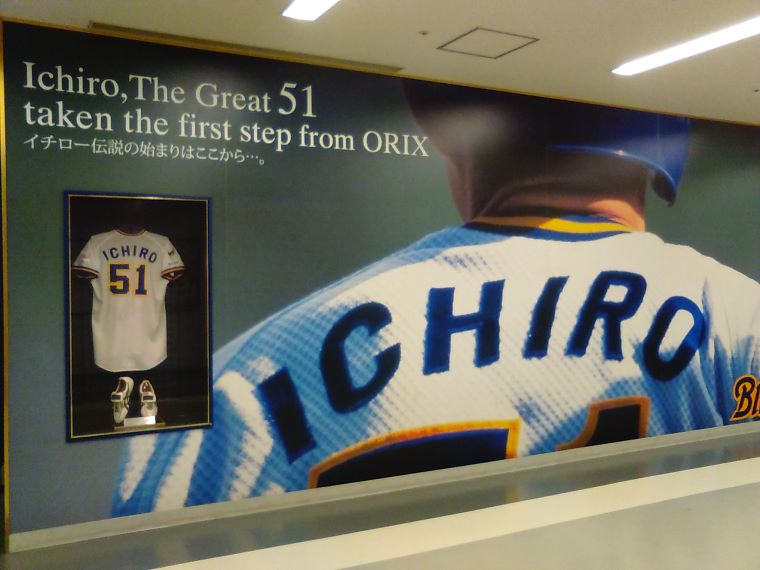 Ichiro,The Great 51
taken the first step from ORIX
イチロー伝説の始まりはここから…。
ICHIRO
51
ICHIRO
51